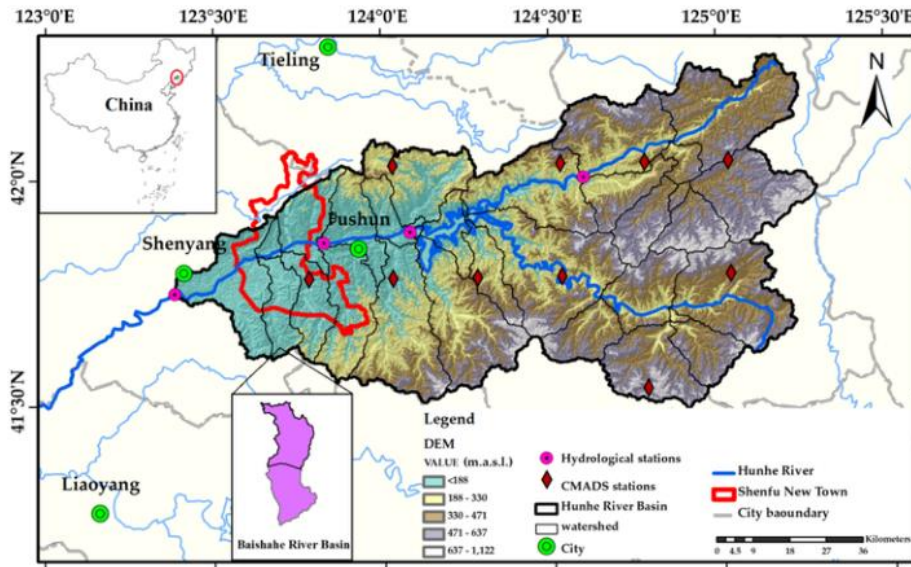 123°0'E 123°30'E 124°0'E 124°30'E 125°0'E 125°30'E
Tieling
China
N
42°0'N
Fushun
Shenyang
41°30'N
Legend
DEM
VALUE (m.a.s.l.)
<188
188 - 330
330 - 471
471 - 637
637 - 1,122
Hydrological stations
CMADS stations
Hunhe River Basin
watershed
City
Hunhe River
Shenfu New Town
City baoundary
Kilometers
0 4.5 9 18 27 36
Liaoyang
Baishahe River Basin